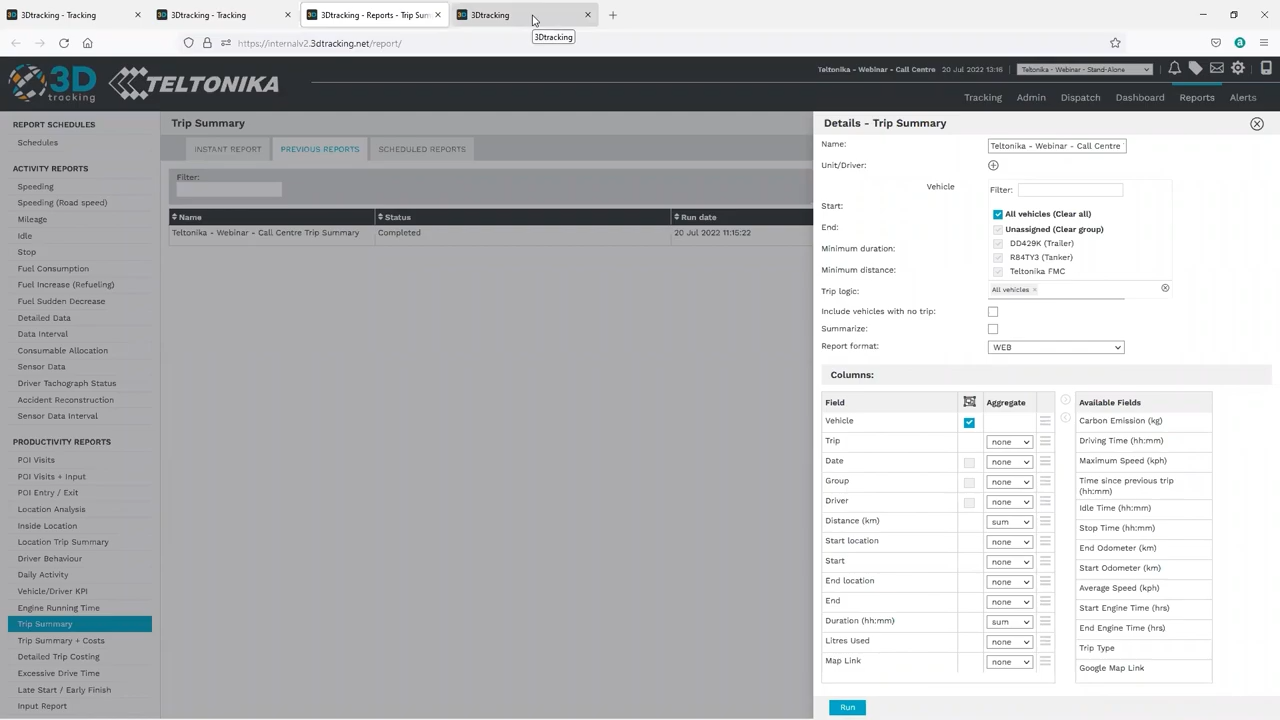 3Dtracking - Tracking
3Dtracking - Tracking
3Dtracking - Reports - Trip Sum
3Dtracking
3Dtracking
https://internalv2.3dtracking.net/report/
3D tracking
TELTONIKA
Teltonika - Webinar - Call Centre 20 Jul 2022 13:16
Teltonika - Webinar - Stand-Alone
Tracking Admin Dispatch Dashboard Reports Alerts
REPORT SCHEDULES
Schedules
ACTIVITY REPORTS
Speeding
Speeding (Road speed)
Mileage
Idle
Stop
Fuel Consumption
Fuel Increase (Refueling)
Fuel Sudden Decrease
Detailed Data
Data Interval
Consumable Allocation
Sensor Data
Driver Tachograph Status
Accident Reconstruction
Sensor Data Interval
PRODUCTIVITY REPORTS
POI Visits
POI Visits + Input
POI Entry / Exit
Location Analysis
Inside Location
Location Trip Summary
Driver Behaviour
Daily Activity
Vehicle/Driver KPI
Engine Running Time
Trip Summary
Trip Summary + Costs
Detailed Trip Costing
Excessive Drive Time
Late Start / Early Finish
Input Report
Trip Summary
INSTANT REPORT PREVIOUS REPORTS SCHEDULED REPORTS
Filter:
Name Status Run date
Teltonika - Webinar - Call Centre Trip Summary Completed 20 Jul 2022 11:15:22
Details - Trip Summary
Name: Teltonika - Webinar - Call Centre
Unit/Driver:
Vehicle Filter:
Start:
End:
Minimum duration:
Minimum distance:
Trip logic:
All vehicles (Clear all)
Unassigned (Clear group)
DD429K (Trailer)
R84TY3 (Tanker)
Teltonika FMC
All vehicles ×
Include vehicles with no trip:
Summarize:
Report format: WEB
Columns:
Field Aggregate
Vehicle
Trip none
Date none
Group none
Driver none
Distance (km) sum
Start location none
Start none
End location none
End none
Duration (hh:mm) sum
Litres Used none
Map Link none
Available Fields
Carbon Emission (kg)
Driving Time (hh:mm)
Maximum Speed (kph)
Time since previous trip
(hh:mm)
Idle Time (hh:mm)
Stop Time (hh:mm)
End Odometer (km)
Start Odometer (km)
Average Speed (kph)
Start Engine Time (hrs)
End Engine Time (hrs)
Trip Type
Google Map Link
Run